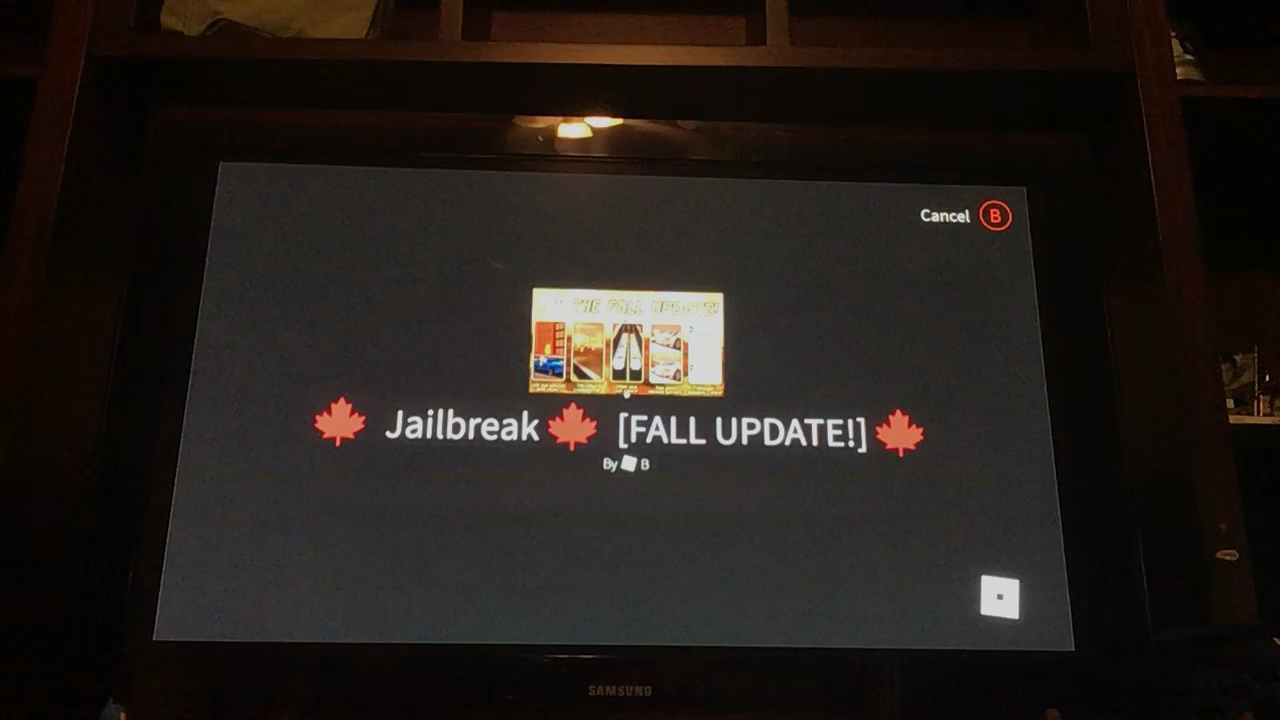 Cancel B
THE FALL UPDATE!
Jailbreak [FALL UPDATE!]
By B
SAMSUNG